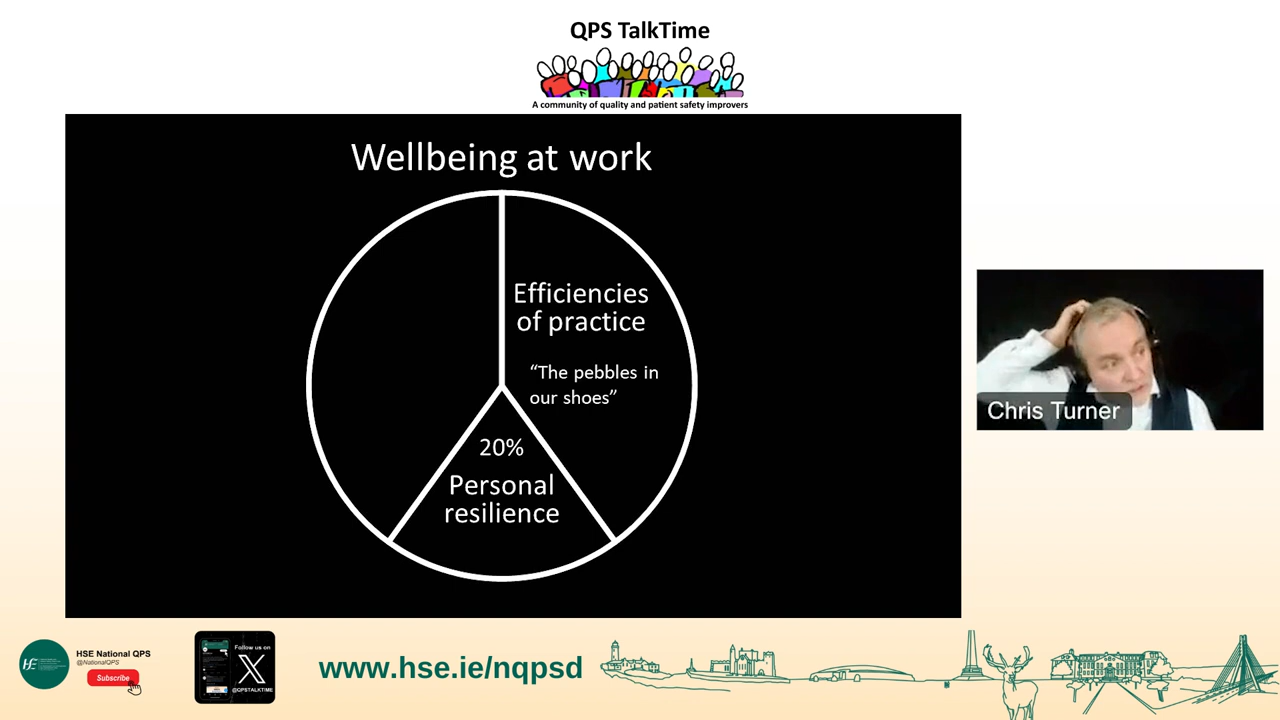 QPS TalkTime
A community of quality and patient safety improvers
Wellbeing at work
Efficiencies
of practice
“The pebbles in
our shoes”
20%
Personal
resilience
Chris Turner
HSE National QPS
@NationalQPS
Subscribe
Follow us on
@QPSTALKTIME
www.hse.ie/nqpsd